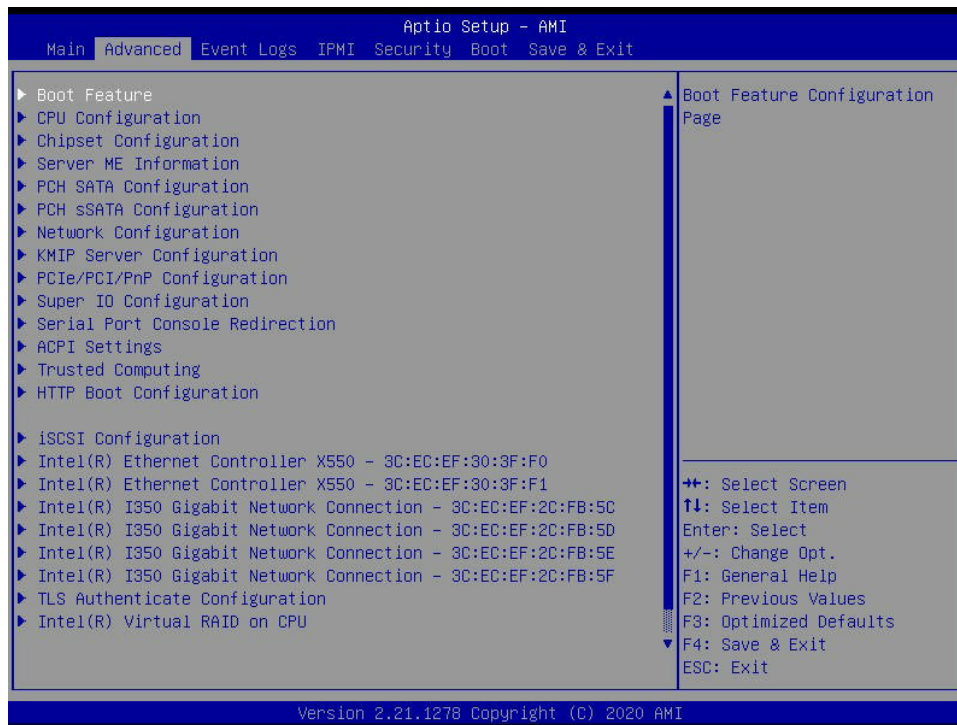 Aptio Setup – AMI
Main Advanced Event Logs IPMI Security Boot Save & Exit
Boot Feature
CPU Configuration
Chipset Configuration
Server ME Information
PCH SATA Configuration
PCH sSATA Configuration
Network Configuration
KMIP Server Configuration
PCIe/PCI/PnP Configuration
Super IO Configuration
Serial Port Console Redirection
ACPI Settings
Trusted Computing
HTTP Boot Configuration
iSCSI Configuration
Intel(R) Ethernet Controller X550 – 3C:EC:EF:30:3F:F0
Intel(R) Ethernet Controller X550 – 3C:EC:EF:30:3F:F1
Intel(R) I350 Gigabit Network Connection – 3C:EC:EF:2C:FB:5C
Intel(R) I350 Gigabit Network Connection – 3C:EC:EF:2C:FB:5D
Intel(R) I350 Gigabit Network Connection – 3C:EC:EF:2C:FB:5E
Intel(R) I350 Gigabit Network Connection – 3C:EC:EF:2C:FB:5F
TLS Authenticate Configuration
Intel(R) Virtual RAID on CPU
Boot Feature Configuration
Page
→←: Select Screen
↑↓: Select Item
Enter: Select
+/-: Change Opt.
F1: General Help
F2: Previous Values
F3: Optimized Defaults
F4: Save & Exit
ESC: Exit
Version 2.21.1278 Copyright (C) 2020 AMI